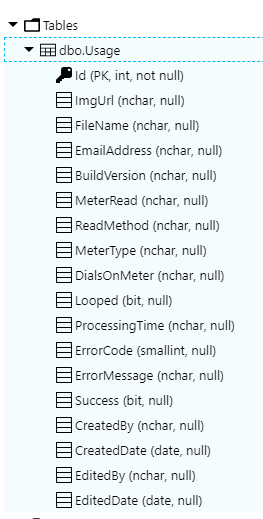 Tables
dbo.Usage
Id (PK, int, not null)
ImgUrl (nchar, null)
FileName (nchar, null)
EmailAddress (nchar, null)
BuildVersion (nchar, null)
MeterRead (nchar, null)
ReadMethod (nchar, null)
MeterType (nchar, null)
DialsOnMeter (nchar, null)
Looped (bit, null)
ProcessingTime (nchar, null)
ErrorCode (smallint, null)
ErrorMessage (nchar, null)
Success (bit, null)
CreatedBy (nchar, null)
CreatedDate (date, null)
EditedBy (nchar, null)
EditedDate (date, null)